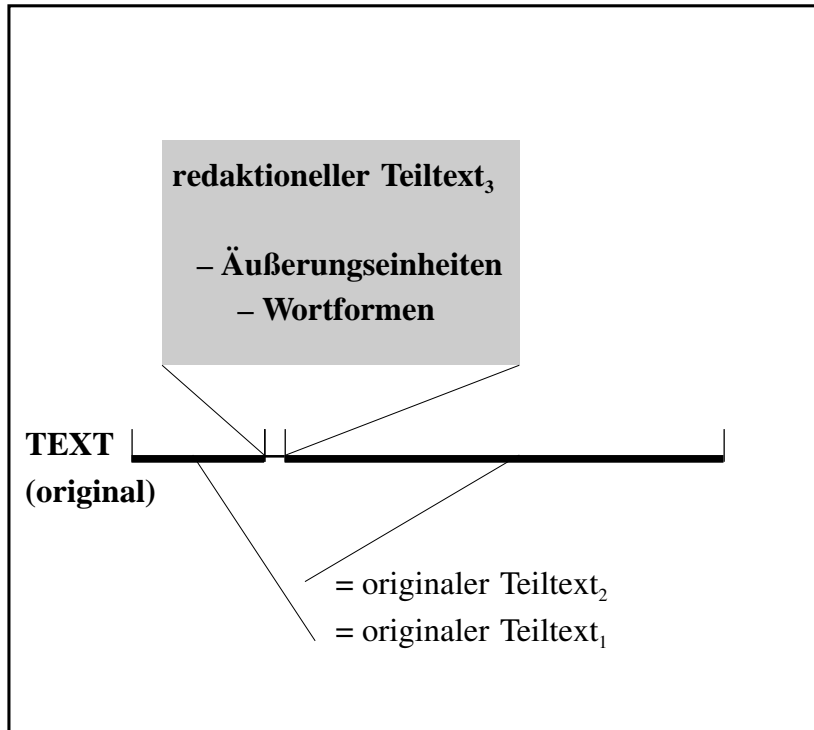 redaktioneller Teiltext₃
– Äußerungseinheiten
– Wortformen
TEXT
(original)
= originaler Teiltext₂
= originaler Teiltext₁